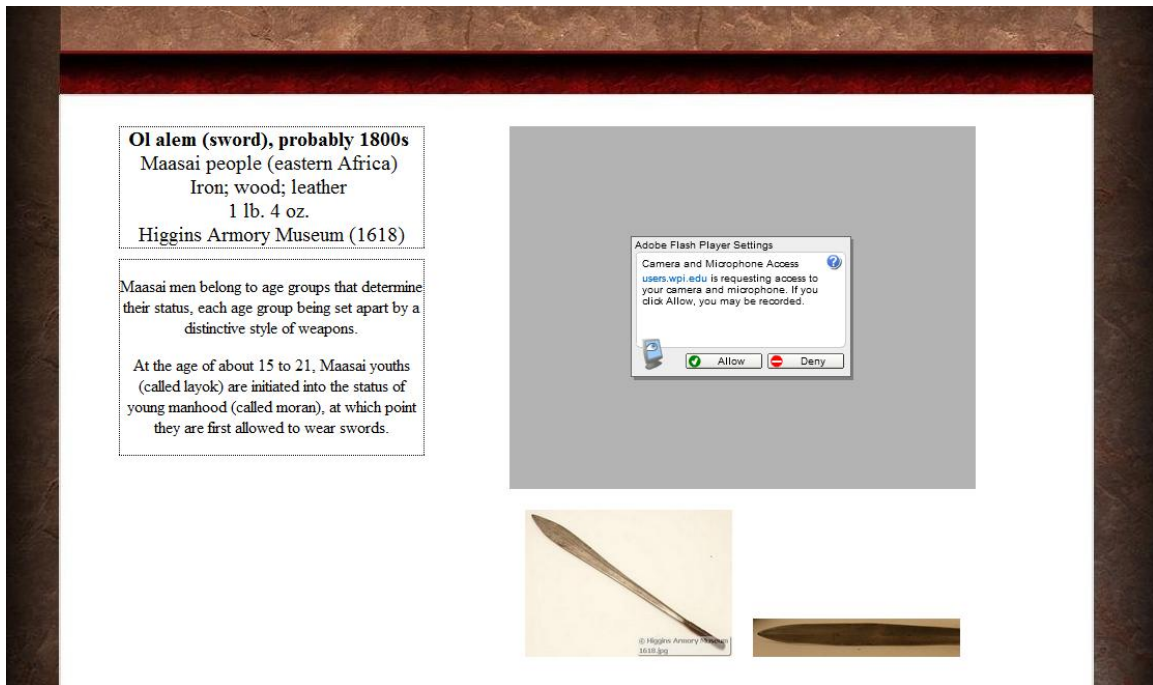 Ol alem (sword), probably 1800s
Maasai people (eastern Africa)
Iron; wood; leather
1 lb. 4 oz.
Higgins Armory Museum (1618)
Maasai men belong to age groups that determine
their status, each age group being set apart by a
distinctive style of weapons.
At the age of about 15 to 21, Maasai youths
(called layok) are initiated into the status of
young manhood (called moran), at which point
they are first allowed to wear swords.
Adobe Flash Player Settings
Camera and Microphone Access
users.wpi.edu is requesting access to
your camera and microphone. If you
click Allow, you may be recorded.
Allow
Deny
© Higgins Armory Museum
1618.jpg